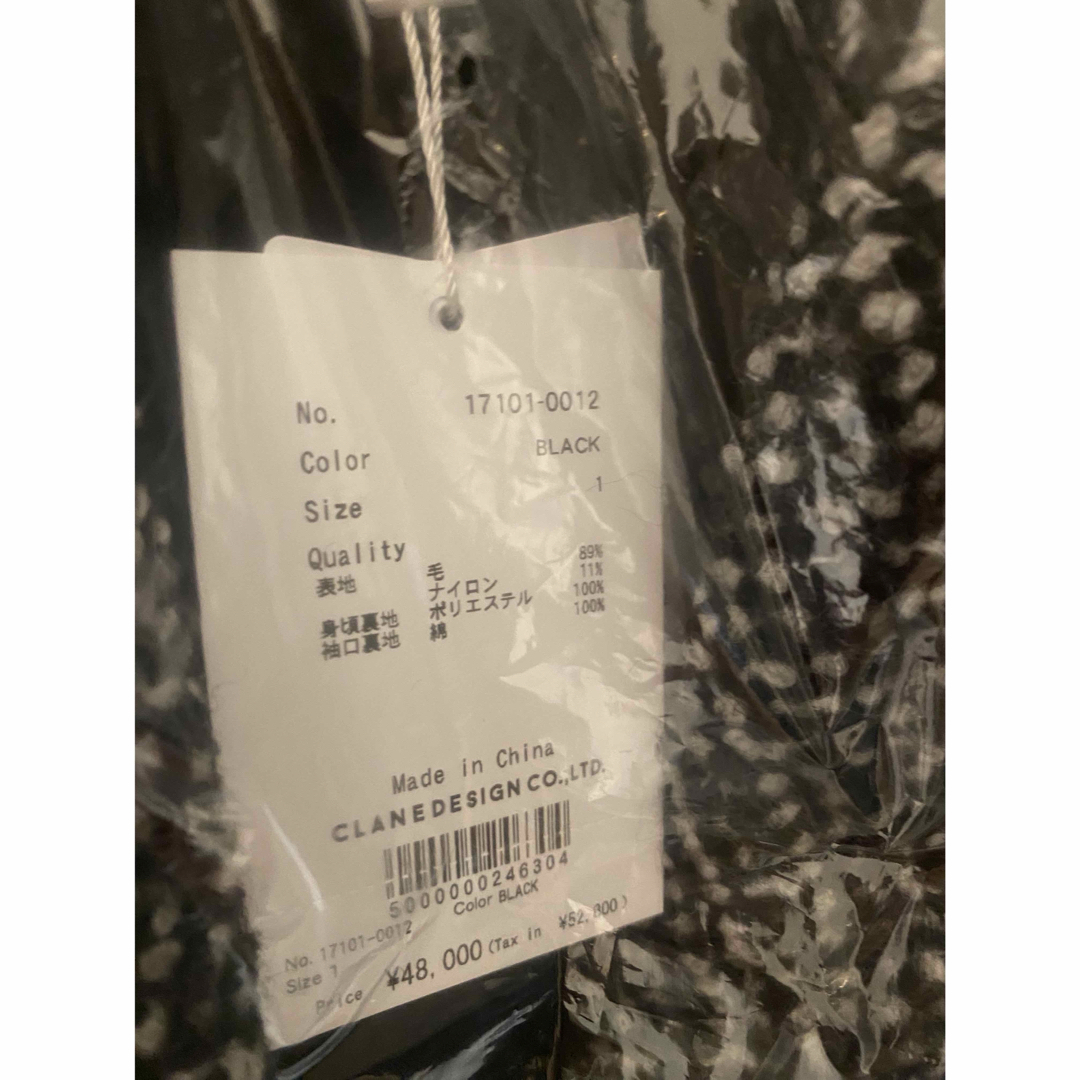 No. 17101-0012
Color BLACK
Size 1
Quality
表地 毛 89%
ナイロン 11%
身頃裏地 ポリエステル 100%
袖口裏地 綿 100%
Made in China
CLANE DESIGN CO.,LTD.
5000000246304
Color BLACK
No. 17101-0012
Size 1
Price ¥48,000 (Tax in ¥52,800)